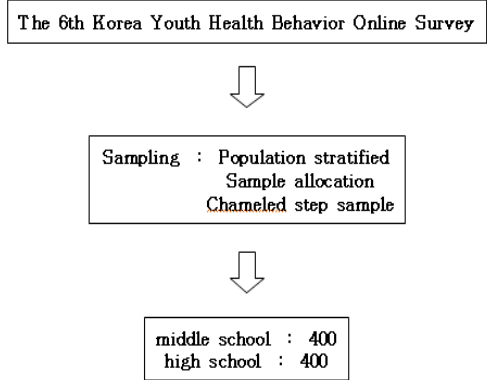 The 6th Korea Youth Health Behavior Online Survey
Sampling : Population stratified
Sample allocation
Chameled step sample
middle school : 400
high school : 400